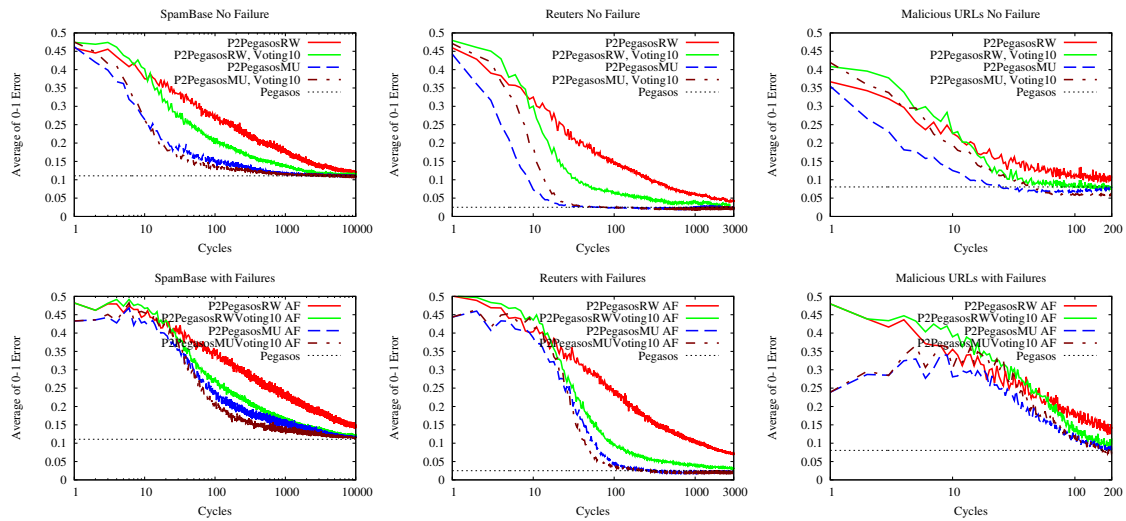 SpamBase No Failure
Average of 0-1 Error
0.5
0.45
0.4
0.35
0.3
0.25
0.2
0.15
0.1
0.05
0
P2PegasosRW
P2PegasosRW, Voting10
P2PegasosMU
P2PegasosMU, Voting10
Pegasos
1 10 100 1000 10000
Cycles
Reuters No Failure
Average of 0-1 Error
0.5
0.45
0.4
0.35
0.3
0.25
0.2
0.15
0.1
0.05
0
P2PegasosRW
P2PegasosRW, Voting10
P2PegasosMU
P2PegasosMU, Voting10
Pegasos
1 10 100 1000 3000
Cycles
Malicious URLs No Failure
Average of 0-1 Error
0.5
0.45
0.4
0.35
0.3
0.25
0.2
0.15
0.1
0.05
0
P2PegasosRW
P2PegasosRW, Voting10
P2PegasosMU
P2PegasosMU, Voting10
Pegasos
1 10 100 200
Cycles
SpamBase with Failures
Average of 0-1 Error
0.5
0.45
0.4
0.35
0.3
0.25
0.2
0.15
0.1
0.05
0
P2PegasosRW AF
P2PegasosRWVoting10 AF
P2PegasosMU AF
P2PegasosMUVoting10 AF
Pegasos
1 10 100 1000 10000
Cycles
Reuters with Failures
Average of 0-1 Error
0.5
0.45
0.4
0.35
0.3
0.25
0.2
0.15
0.1
0.05
0
P2PegasosRW AF
P2PegasosRWVoting10 AF
P2PegasosMU AF
P2PegasosMUVoting10 AF
Pegasos
1 10 100 1000 3000
Cycles
Malicious URLs with Failures
Average of 0-1 Error
0.5
0.45
0.4
0.35
0.3
0.25
0.2
0.15
0.1
0.05
0
P2PegasosRW AF
P2PegasosRWVoting10 AF
P2PegasosMU AF
P2PegasosMUVoting10 AF
Pegasos
1 10 100 200
Cycles